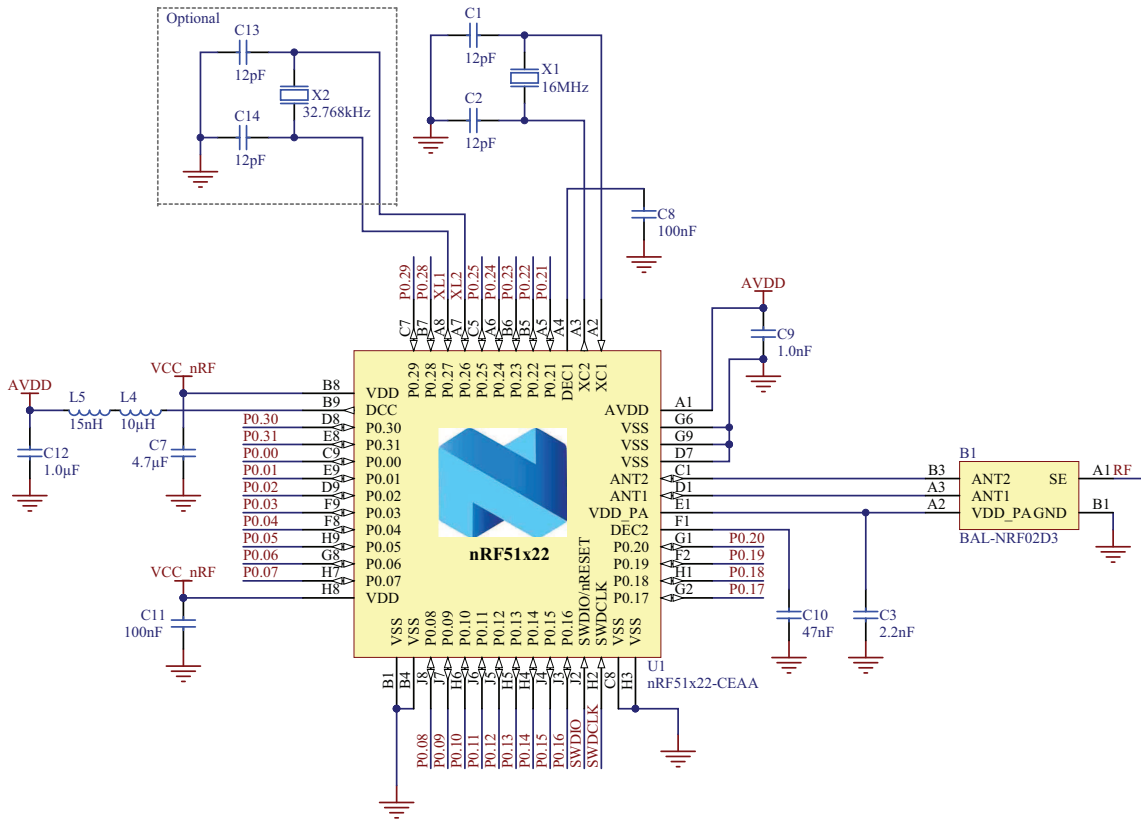 Optional
C13
12pF
X2
32.768kHz
C14
12pF
C1
12pF
X1
16MHz
C2
12pF
C8
100nF
P0.29
P0.28
XL1
XL2
P0.25
P0.24
P0.23
P0.22
P0.21
C7
B7
A8
A7
C5
A6
B6
B5
A5
A4
A3
A2
P0.29
P0.28
P0.27
P0.26
P0.25
P0.24
P0.23
P0.22
P0.21
DEC1
XC2
XC1
AVDD
C9
1.0nF
VCC_nRF
AVDD
L5
15nH
L4
10µH
C12
1.0µF
C7
4.7µF
B8 VDD
B9 DCC
P0.30 D8 P0.30
P0.31 E8 P0.31
P0.00 C9 P0.00
P0.01 E9 P0.01
P0.02 D9 P0.02
P0.03 F9 P0.03
P0.04 F8 P0.04
P0.05 H9 P0.05
P0.06 G8 P0.06
P0.07 H7 P0.07
H8 VDD
VCC_nRF
C11
100nF
nRF51x22
AVDD A1
VSS G6
VSS G9
VSS D7
ANT2 C1
ANT1 D1
VDD_PA E1
DEC2 F1
P0.20 G1 P0.20
P0.19 F2 P0.19
P0.18 H1 P0.18
P0.17 G2 P0.17
B1
B3 ANT2 SE A1 RF
A3 ANT1
A2 VDD_PA GND B1
BAL-NRF02D3
C10
47nF
C3
2.2nF
VSS
VSS
P0.08
P0.09
P0.10
P0.11
P0.12
P0.13
P0.14
P0.15
P0.16
SWDIO/nRESET
SWDCLK
VSS
VSS
U1
nRF51x22-CEAA
B1
B4
J8
J7
H6
J6
J5
H5
H4
J4
J3
J2
H2
C8
H3
P0.08
P0.09
P0.10
P0.11
P0.12
P0.13
P0.14
P0.15
P0.16
SWDIO
SWDCLK